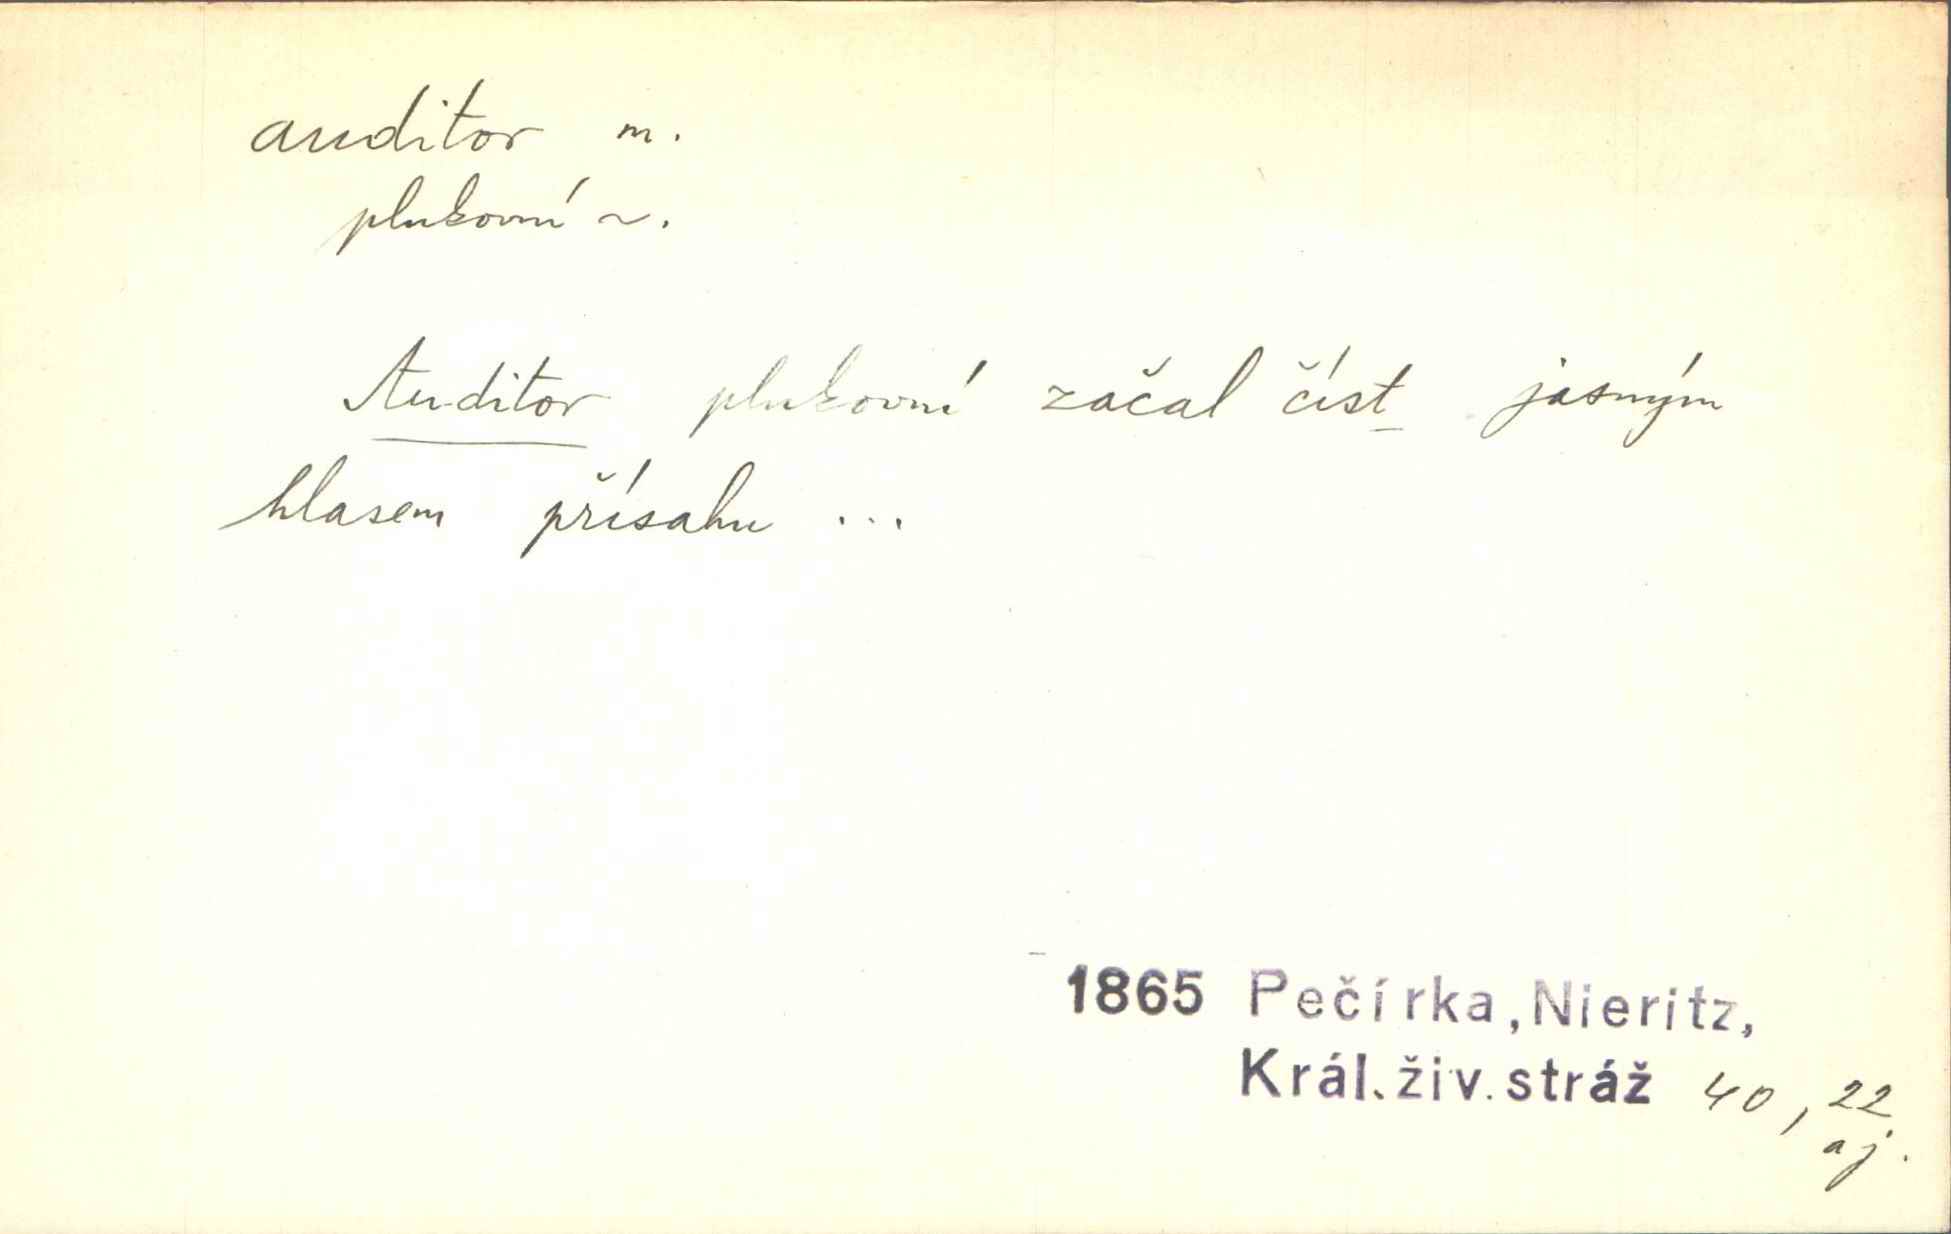 auditor m.
plukovní ~.
Auditor plukovní začal číst jasným
hlasem přísahu ...
1865 Pečírka, Nieritz,
Král. živ. stráž 40, 22
aj.